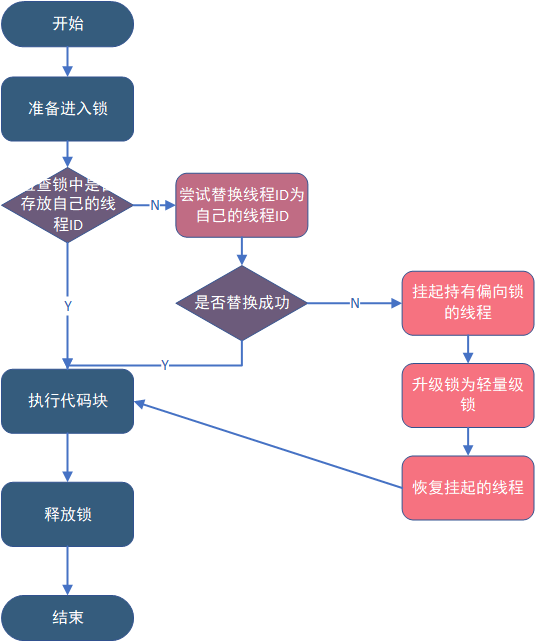 开始
准备进入锁
检查锁中是否
存放自己的线
程ID
N
尝试替换线程ID为
自己的线程ID
Y
是否替换成功
N
挂起持有偏向锁
的线程
Y
执行代码块
升级锁为轻量级
锁
恢复挂起的线程
释放锁
结束